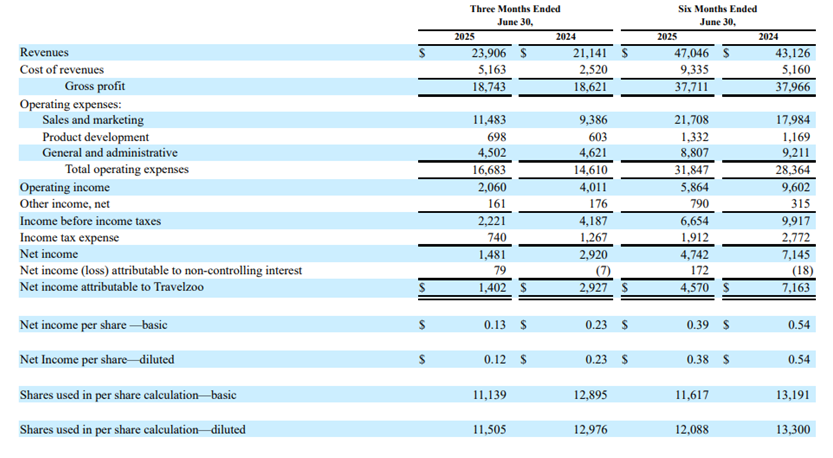 Three Months Ended Six Months Ended
June 30, June 30,
2025 2024 2025 2024
Revenues $ 23,906 $ 21,141 $ 47,046 $ 43,126
Cost of revenues 5,163 2,520 9,335 5,160
Gross profit 18,743 18,621 37,711 37,966
Operating expenses:
Sales and marketing 11,483 9,386 21,708 17,984
Product development 698 603 1,332 1,169
General and administrative 4,502 4,621 8,807 9,211
Total operating expenses 16,683 14,610 31,847 28,364
Operating income 2,060 4,011 5,864 9,602
Other income, net 161 176 790 315
Income before income taxes 2,221 4,187 6,654 9,917
Income tax expense 740 1,267 1,912 2,772
Net income 1,481 2,920 4,742 7,145
Net income (loss) attributable to non-controlling interest 79 (7) 172 (18)
Net income attributable to Travelzoo $ 1,402 $ 2,927 $ 4,570 $ 7,163
Net income per share —basic $ 0.13 $ 0.23 $ 0.39 $ 0.54
Net Income per share—diluted $ 0.12 $ 0.23 $ 0.38 $ 0.54
Shares used in per share calculation—basic 11,139 12,895 11,617 13,191
Shares used in per share calculation—diluted 11,505 12,976 12,088 13,300